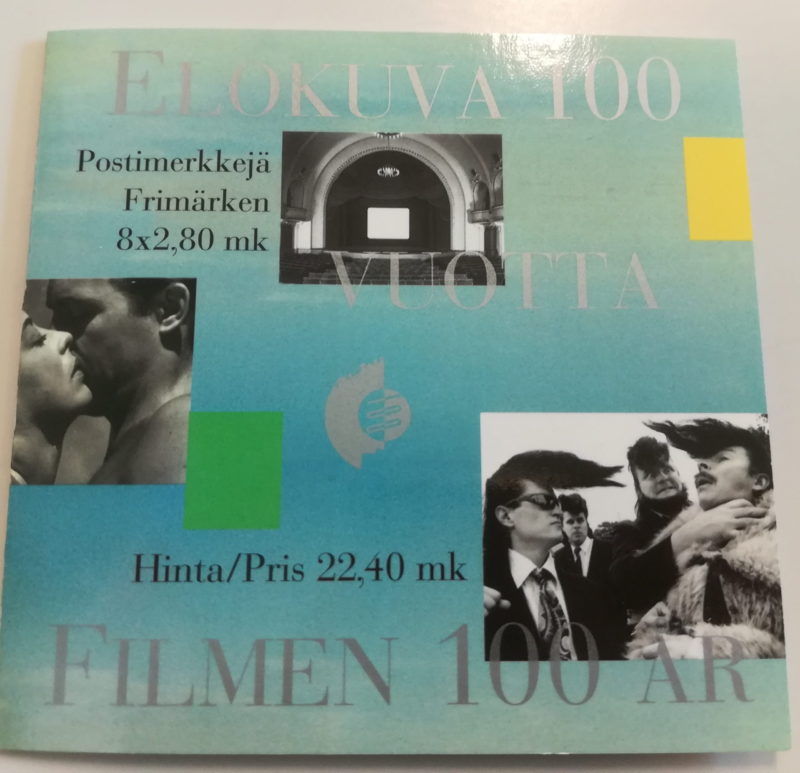 ELOKUVA 100
Postimerkkejä
Frimärken
8x2,80 mk
VUOTTA
Hinta/Pris 22,40 mk
FILMEN 100 ÅR